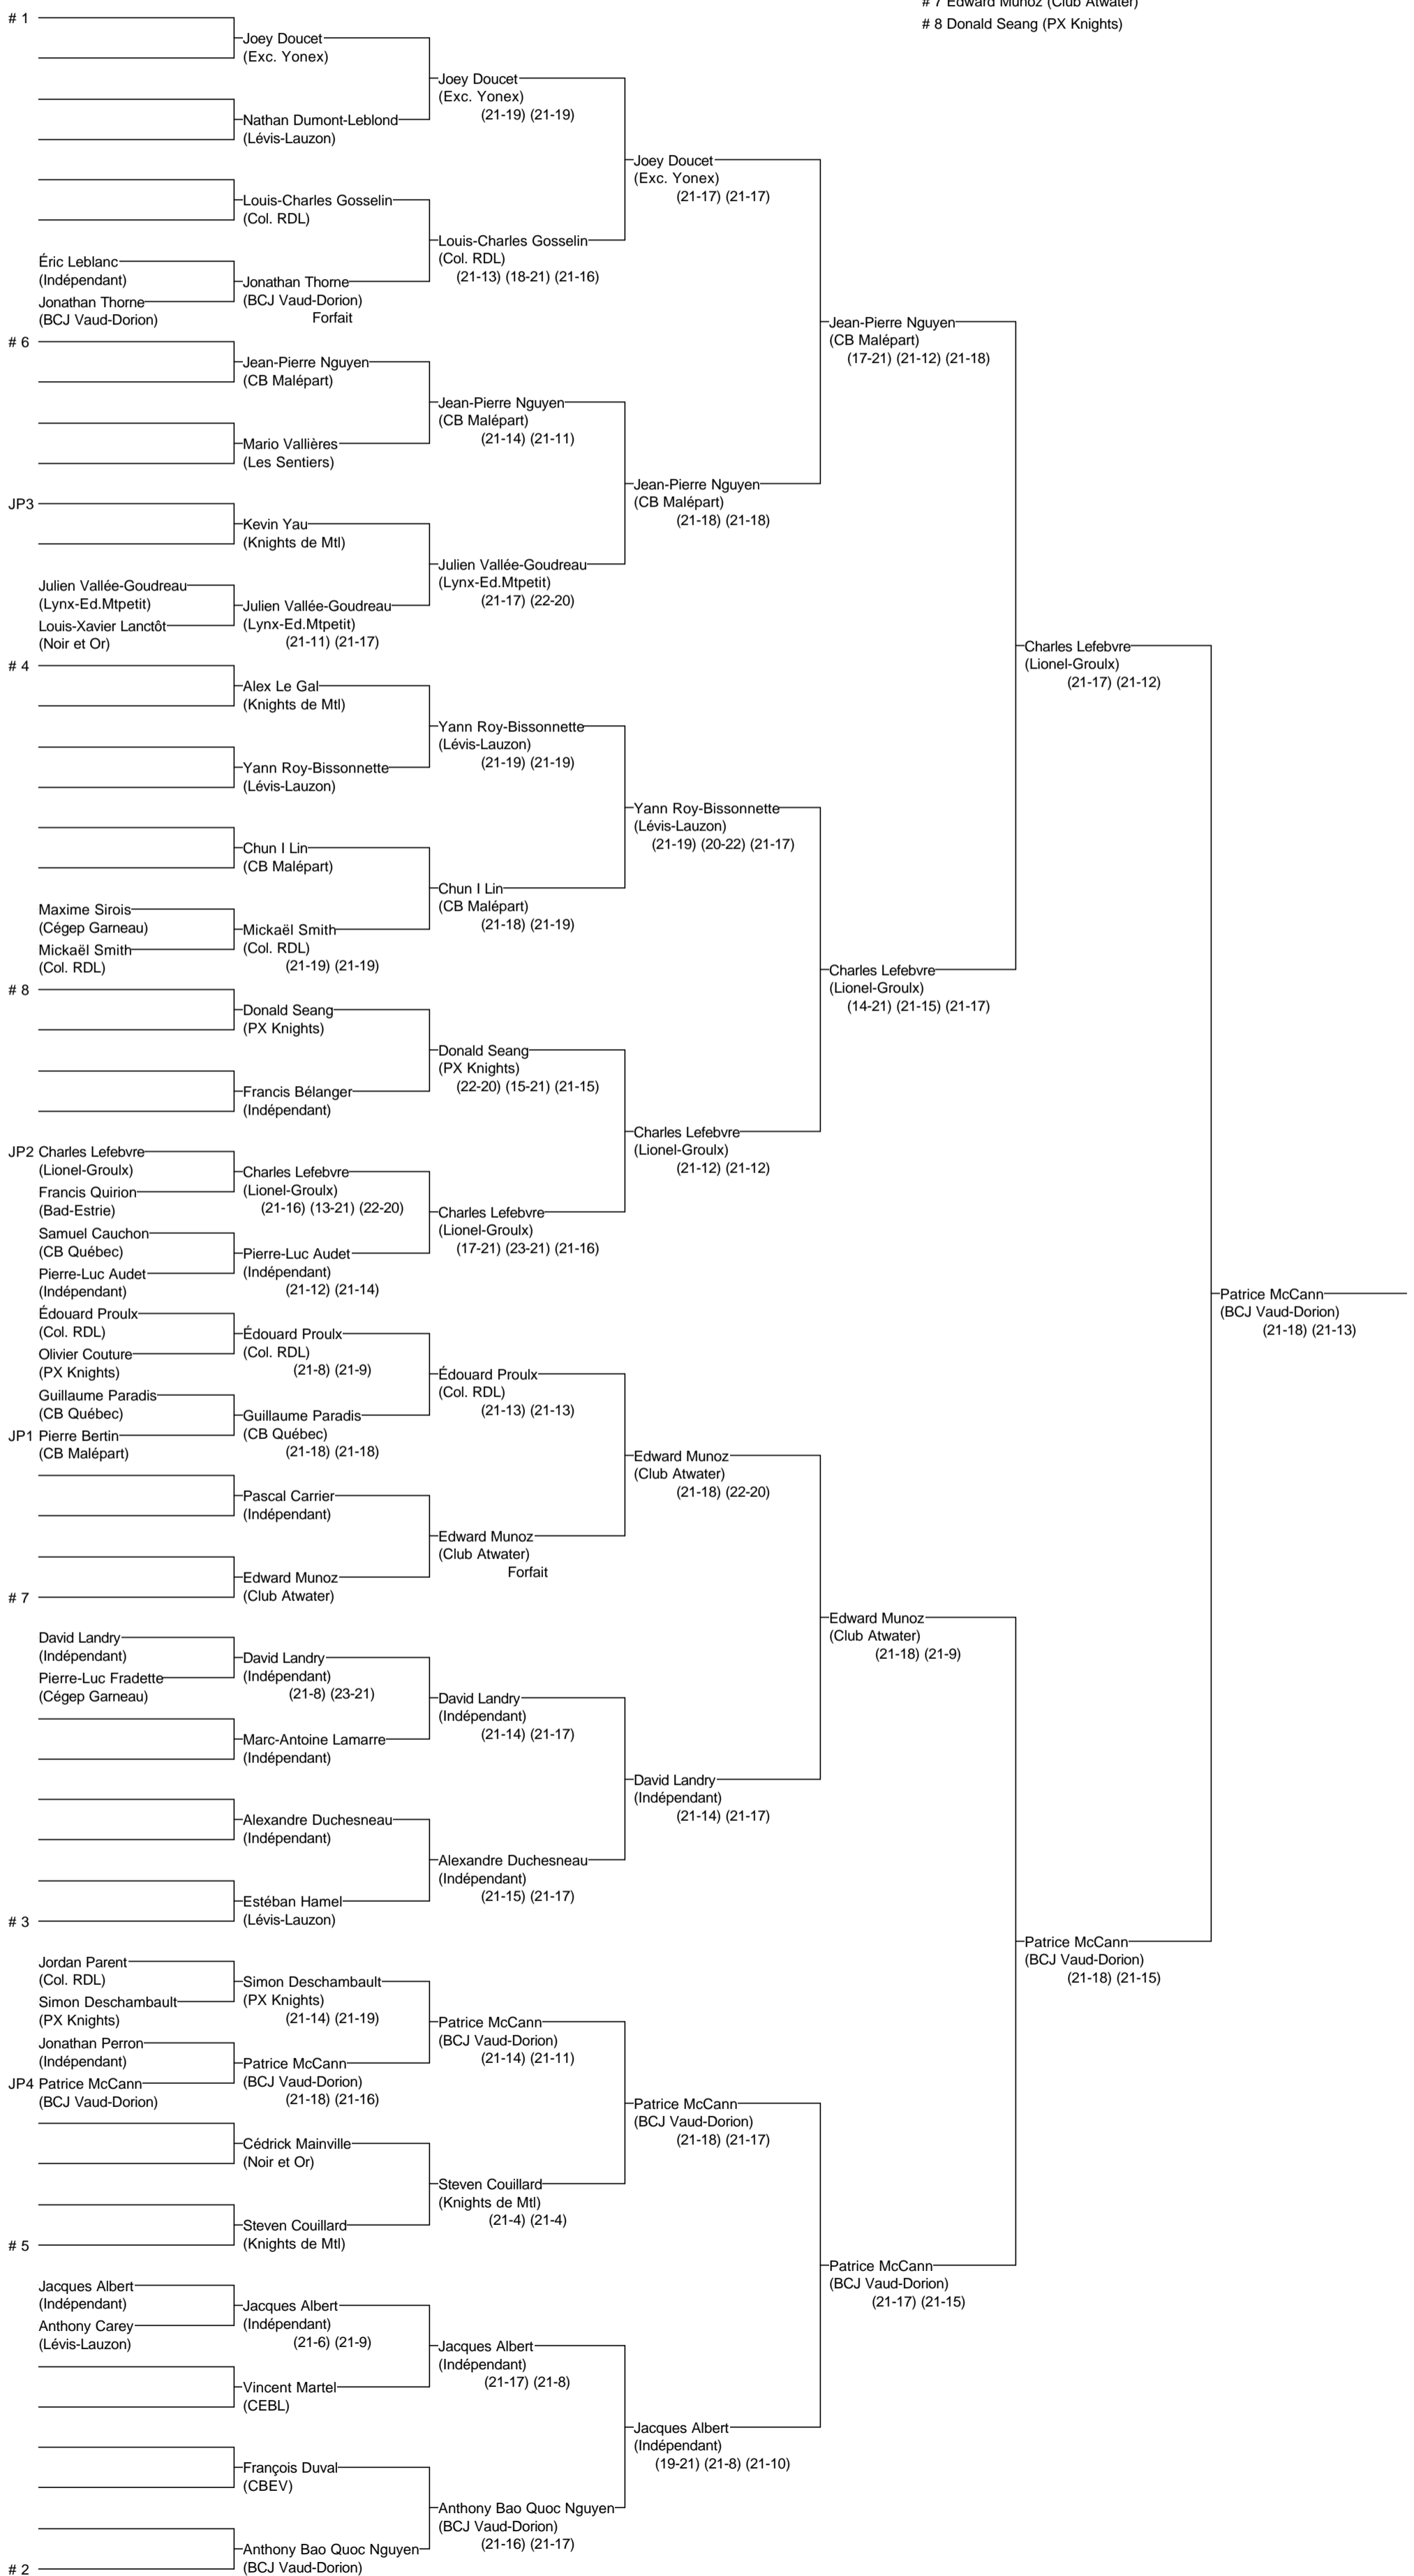 # 7 Edward Munoz (Club Atwater)
# 8 Donald Seang (PX Knights)
# 1
Joey Doucet
(Exc. Yonex)
Nathan Dumont-Leblond
(Lévis-Lauzon)
Joey Doucet
(Exc. Yonex)
(21-19) (21-19)
Louis-Charles Gosselin
(Col. RDL)
Éric Leblanc
(Indépendant)
Jonathan Thorne
(BCJ Vaud-Dorion)
Jonathan Thorne
(BCJ Vaud-Dorion)
Forfait
Louis-Charles Gosselin
(Col. RDL)
(21-13) (18-21) (21-16)
Joey Doucet
(Exc. Yonex)
(21-17) (21-17)
# 6
Jean-Pierre Nguyen
(CB Malépart)
Mario Vallières
(Les Sentiers)
Jean-Pierre Nguyen
(CB Malépart)
(21-14) (21-11)
JP3
Kevin Yau
(Knights de Mtl)
Julien Vallée-Goudreau
(Lynx-Ed.Mtpetit)
Louis-Xavier Lanctôt
(Noir et Or)
Julien Vallée-Goudreau
(Lynx-Ed.Mtpetit)
(21-11) (21-17)
Julien Vallée-Goudreau
(Lynx-Ed.Mtpetit)
(21-17) (22-20)
Jean-Pierre Nguyen
(CB Malépart)
(21-18) (21-18)
Jean-Pierre Nguyen
(CB Malépart)
(17-21) (21-12) (21-18)
# 4
Alex Le Gal
(Knights de Mtl)
Yann Roy-Bissonnette
(Lévis-Lauzon)
Yann Roy-Bissonnette
(Lévis-Lauzon)
(21-19) (21-19)
Chun I Lin
(CB Malépart)
Maxime Sirois
(Cégep Garneau)
Mickaël Smith
(Col. RDL)
Mickaël Smith
(Col. RDL)
(21-19) (21-19)
Chun I Lin
(CB Malépart)
(21-18) (21-19)
Yann Roy-Bissonnette
(Lévis-Lauzon)
(21-19) (20-22) (21-17)
# 8
Donald Seang
(PX Knights)
Francis Bélanger
(Indépendant)
Donald Seang
(PX Knights)
(22-20) (15-21) (21-15)
JP2 Charles Lefebvre
(Lionel-Groulx)
Francis Quirion
(Bad-Estrie)
Charles Lefebvre
(Lionel-Groulx)
(21-16) (13-21) (22-20)
Samuel Cauchon
(CB Québec)
Pierre-Luc Audet
(Indépendant)
Pierre-Luc Audet
(Indépendant)
(21-12) (21-14)
Charles Lefebvre
(Lionel-Groulx)
(17-21) (23-21) (21-16)
Charles Lefebvre
(Lionel-Groulx)
(21-12) (21-12)
Charles Lefebvre
(Lionel-Groulx)
(14-21) (21-15) (21-17)
Charles Lefebvre
(Lionel-Groulx)
(21-17) (21-12)
Édouard Proulx
(Col. RDL)
Olivier Couture
(PX Knights)
Édouard Proulx
(Col. RDL)
(21-8) (21-9)
Guillaume Paradis
(CB Québec)
JP1 Pierre Bertin
(CB Malépart)
Guillaume Paradis
(CB Québec)
(21-18) (21-18)
Édouard Proulx
(Col. RDL)
(21-13) (21-13)
Pascal Carrier
(Indépendant)
Edward Munoz
(Club Atwater)
# 7
Edward Munoz
(Club Atwater)
Forfait
Edward Munoz
(Club Atwater)
(21-18) (22-20)
David Landry
(Indépendant)
Pierre-Luc Fradette
(Cégep Garneau)
David Landry
(Indépendant)
(21-8) (23-21)
Marc-Antoine Lamarre
(Indépendant)
David Landry
(Indépendant)
(21-14) (21-17)
Alexandre Duchesneau
(Indépendant)
Estéban Hamel
(Lévis-Lauzon)
# 3
Alexandre Duchesneau
(Indépendant)
(21-15) (21-17)
David Landry
(Indépendant)
(21-14) (21-17)
Edward Munoz
(Club Atwater)
(21-18) (21-9)
Jordan Parent
(Col. RDL)
Simon Deschambault
(PX Knights)
Simon Deschambault
(PX Knights)
(21-14) (21-19)
Jonathan Perron
(Indépendant)
JP4 Patrice McCann
(BCJ Vaud-Dorion)
Patrice McCann
(BCJ Vaud-Dorion)
(21-18) (21-16)
Patrice McCann
(BCJ Vaud-Dorion)
(21-14) (21-11)
Cédrick Mainville
(Noir et Or)
Steven Couillard
(Knights de Mtl)
# 5
Steven Couillard
(Knights de Mtl)
(21-4) (21-4)
Patrice McCann
(BCJ Vaud-Dorion)
(21-18) (21-17)
Jacques Albert
(Indépendant)
Anthony Carey
(Lévis-Lauzon)
Jacques Albert
(Indépendant)
(21-6) (21-9)
Vincent Martel
(CEBL)
Jacques Albert
(Indépendant)
(21-17) (21-8)
François Duval
(CBEV)
Anthony Bao Quoc Nguyen
(BCJ Vaud-Dorion)
# 2
Anthony Bao Quoc Nguyen
(BCJ Vaud-Dorion)
(21-16) (21-17)
Jacques Albert
(Indépendant)
(19-21) (21-8) (21-10)
Patrice McCann
(BCJ Vaud-Dorion)
(21-17) (21-15)
Patrice McCann
(BCJ Vaud-Dorion)
(21-18) (21-15)
Patrice McCann
(BCJ Vaud-Dorion)
(21-18) (21-13)